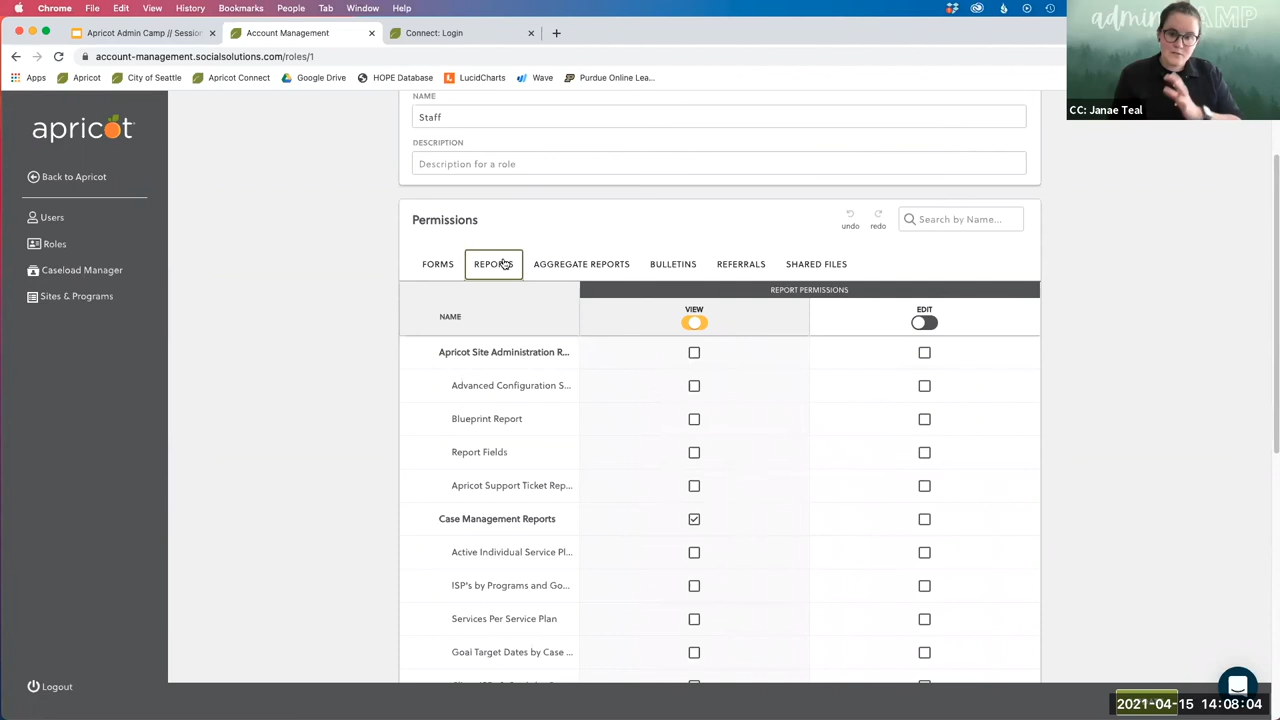 Chrome File Edit View History Bookmarks People Tab Window Help
Apricot Admin Camp // Session
Account Management
Connect: Login
account-management.socialsolutions.com/roles/1
Apps Apricot City of Seattle Apricot Connect Google Drive HOPE Database LucidCharts Wave Purdue Online Lea...
admin CAMP
CC: Janae Teal
apricot
Back to Apricot
Users
Roles
Caseload Manager
Sites & Programs
Logout
NAME
Staff
DESCRIPTION
Description for a role
Permissions
undo
redo
Search by Name...
FORMS REPORTS AGGREGATE REPORTS BULLETINS REFERRALS SHARED FILES
REPORT PERMISSIONS
NAME
VIEW
EDIT
Apricot Site Administration R...
Advanced Configuration S...
Blueprint Report
Report Fields
Apricot Support Ticket Rep...
Case Management Reports
Active Individual Service Pl...
ISP's by Programs and Go...
Services Per Service Plan
Goal Target Dates by Case ...
2021-04-15 14:08:04